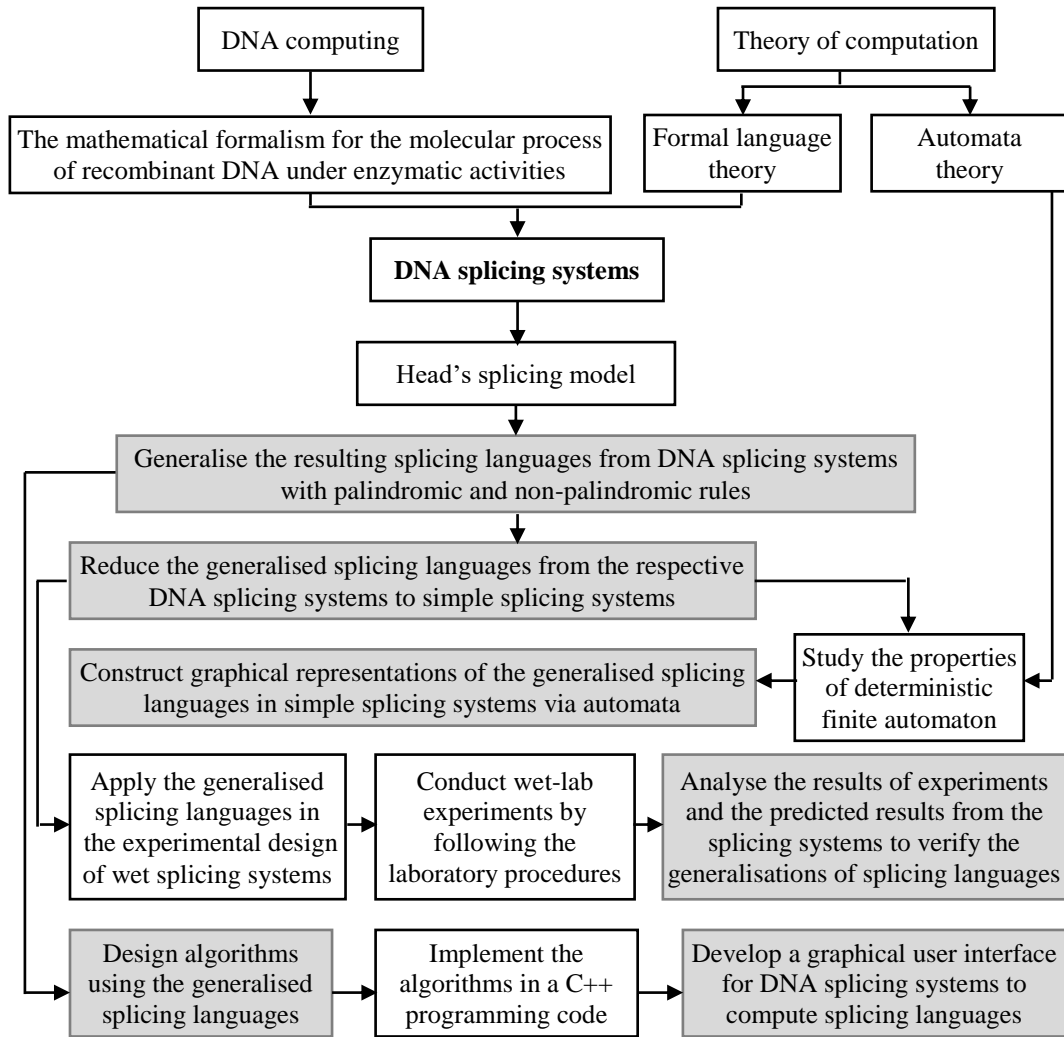 DNA computing
Theory of computation
The mathematical formalism for the molecular process
of recombinant DNA under enzymatic activities
Formal language
theory
Automata
theory
DNA splicing systems
Head’s splicing model
Generalise the resulting splicing languages from DNA splicing systems
with palindromic and non-palindromic rules
Reduce the generalised splicing languages from the respective
DNA splicing systems to simple splicing systems
Construct graphical representations of the generalised splicing
languages in simple splicing systems via automata
Study the properties
of deterministic
finite automaton
Apply the generalised
splicing languages in
the experimental design
of wet splicing systems
Conduct wet-lab
experiments by
following the
laboratory procedures
Analyse the results of experiments
and the predicted results from the
splicing systems to verify the
generalisations of splicing languages
Design algorithms
using the generalised
splicing languages
Implement the
algorithms in a C++
programming code
Develop a graphical user interface
for DNA splicing systems to
compute splicing languages